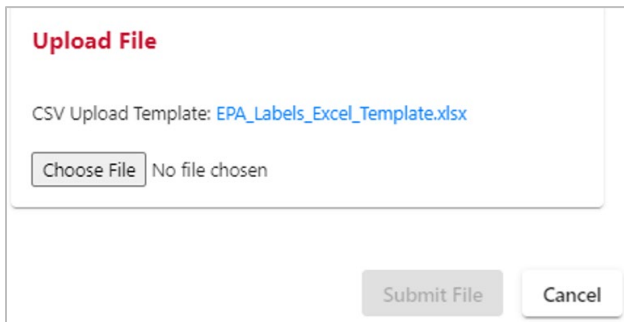 Upload File
CSV Upload Template: EPA_Labels_Excel_Template.xlsx
Choose File No file chosen
Submit File Cancel